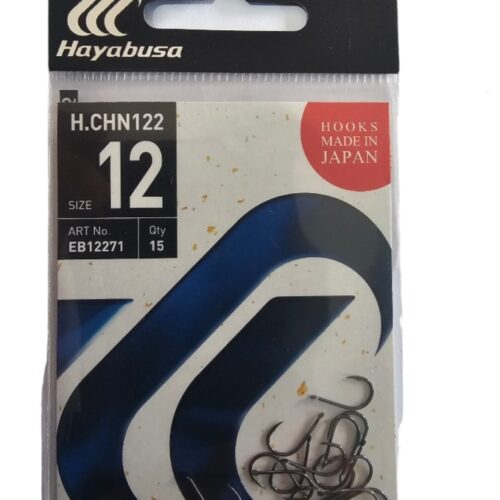 Hayabusa
H.CHN122
SIZE 12
ART No. Qty
EB12271 15
HOOKS
MADE IN
JAPAN